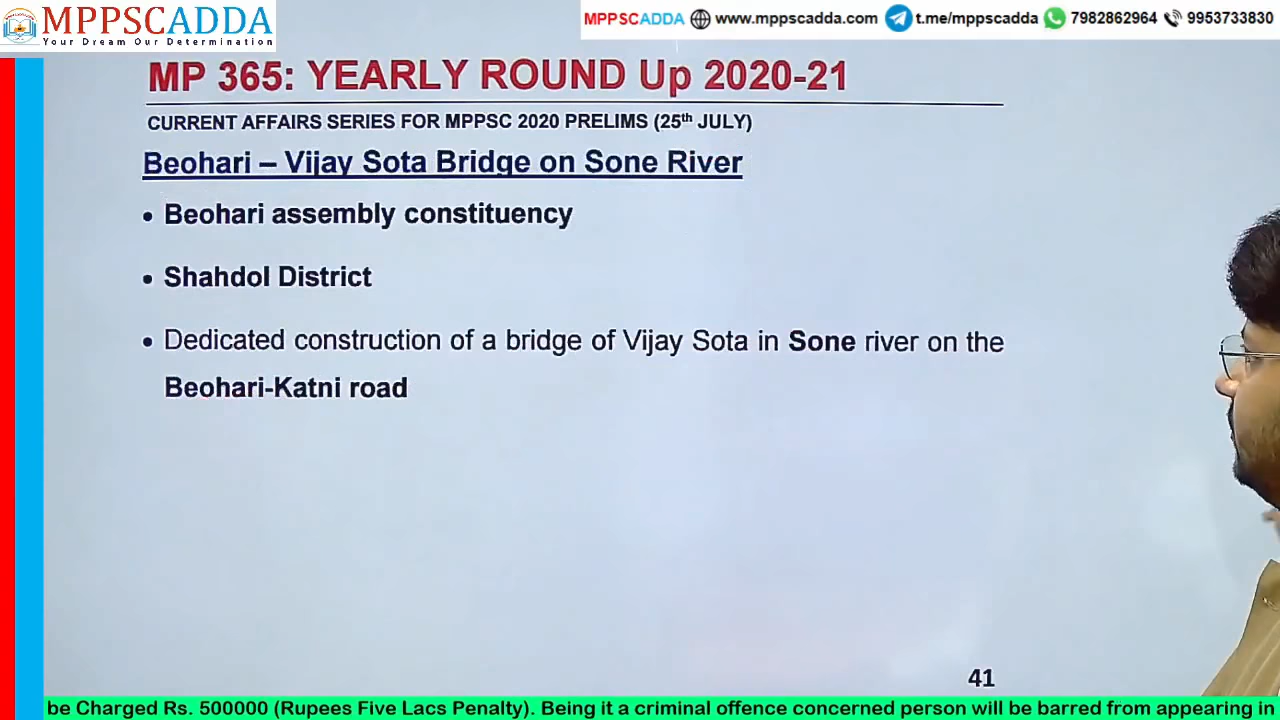 MPPSCADDA
Your Dream Our Determination
MPPSCADDA www.mppscadda.com t.me/mppscadda 7982862964 9953733830
MP 365: YEARLY ROUND Up 2020-21
CURRENT AFFAIRS SERIES FOR MPPSC 2020 PRELIMS (25th JULY)
Beohari – Vijay Sota Bridge on Sone River
• Beohari assembly constituency
• Shahdol District
• Dedicated construction of a bridge of Vijay Sota in Sone river on the
Beohari-Katni road
41
be Charged Rs. 500000 (Rupees Five Lacs Penalty). Being it a criminal offence concerned person will be barred from appearing in